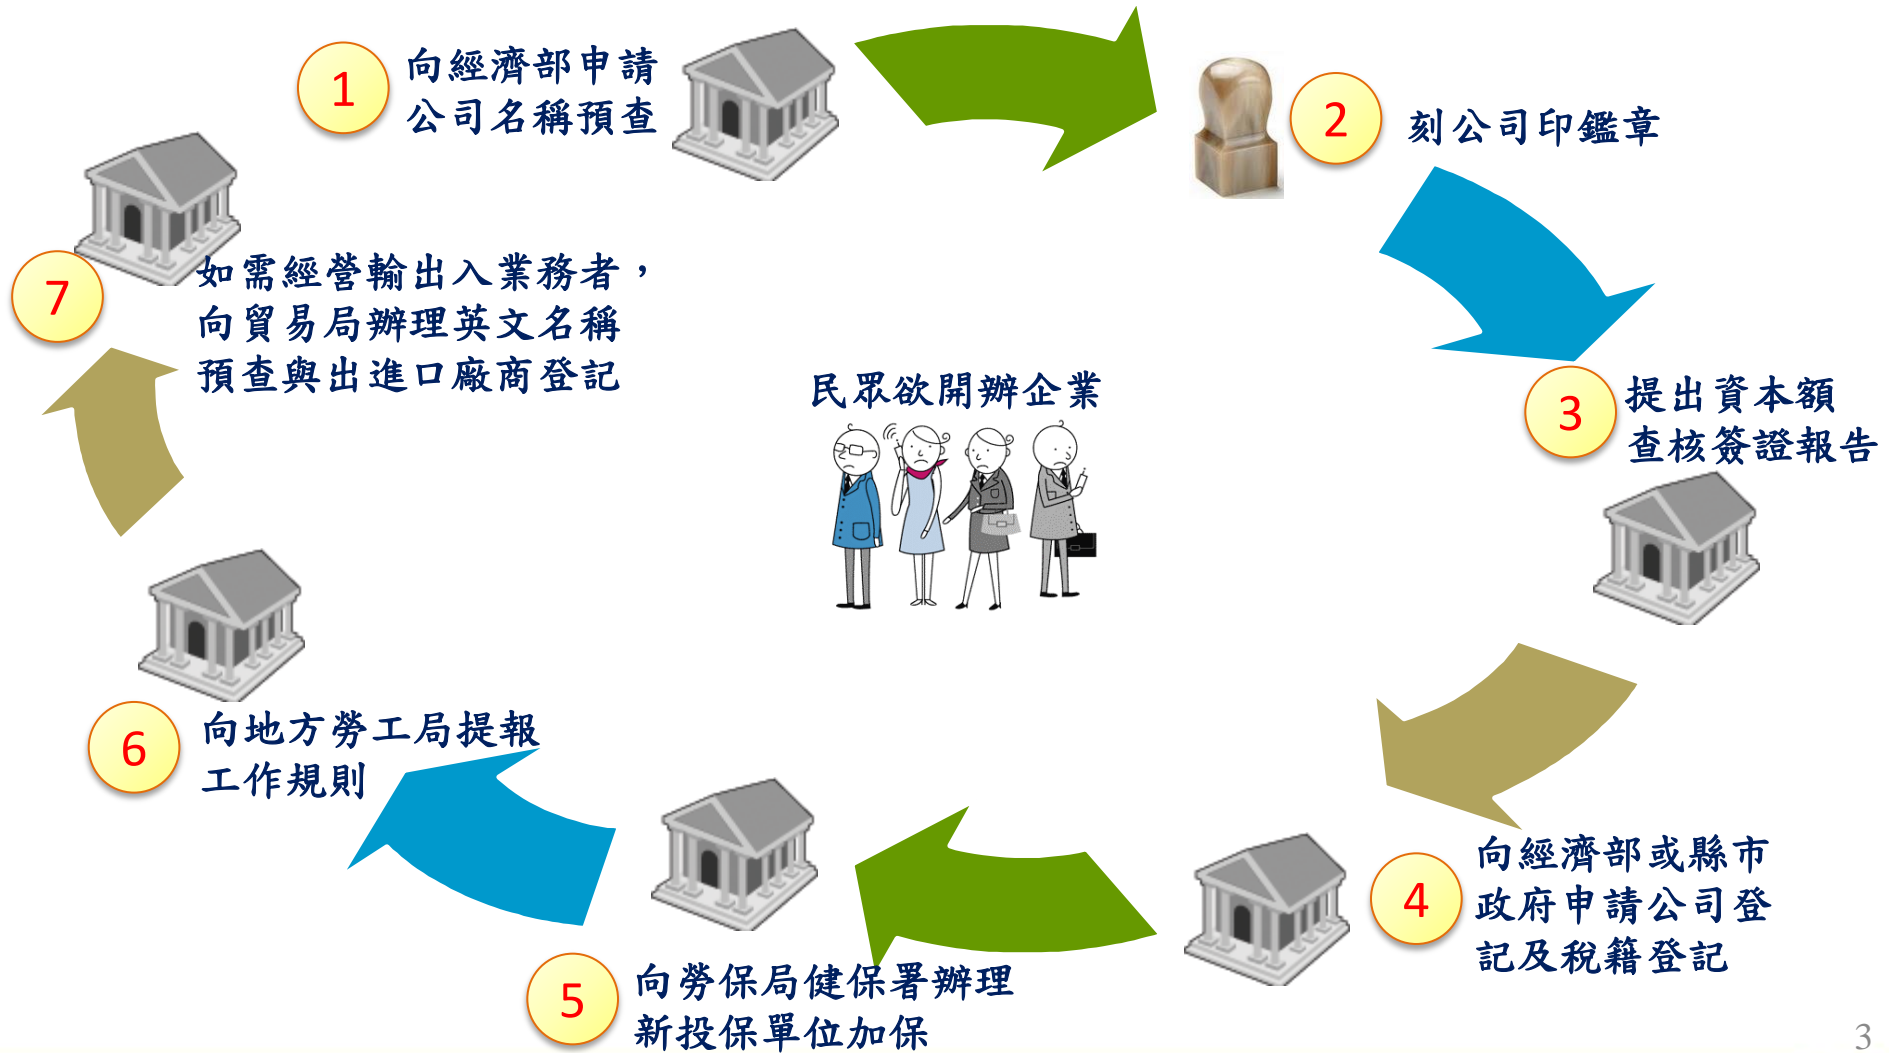 1
向經濟部申請
公司名稱預查
2
刻公司印鑑章
3
提出資本額
查核簽證報告
4
向經濟部或縣市
政府申請公司登
記及稅籍登記
5
向勞保局健保署辦理
新投保單位加保
6
向地方勞工局提報
工作規則
7
如需經營輸出入業務者，
向貿易局辦理英文名稱
預查與出進口廠商登記
民眾欲開辦企業
3